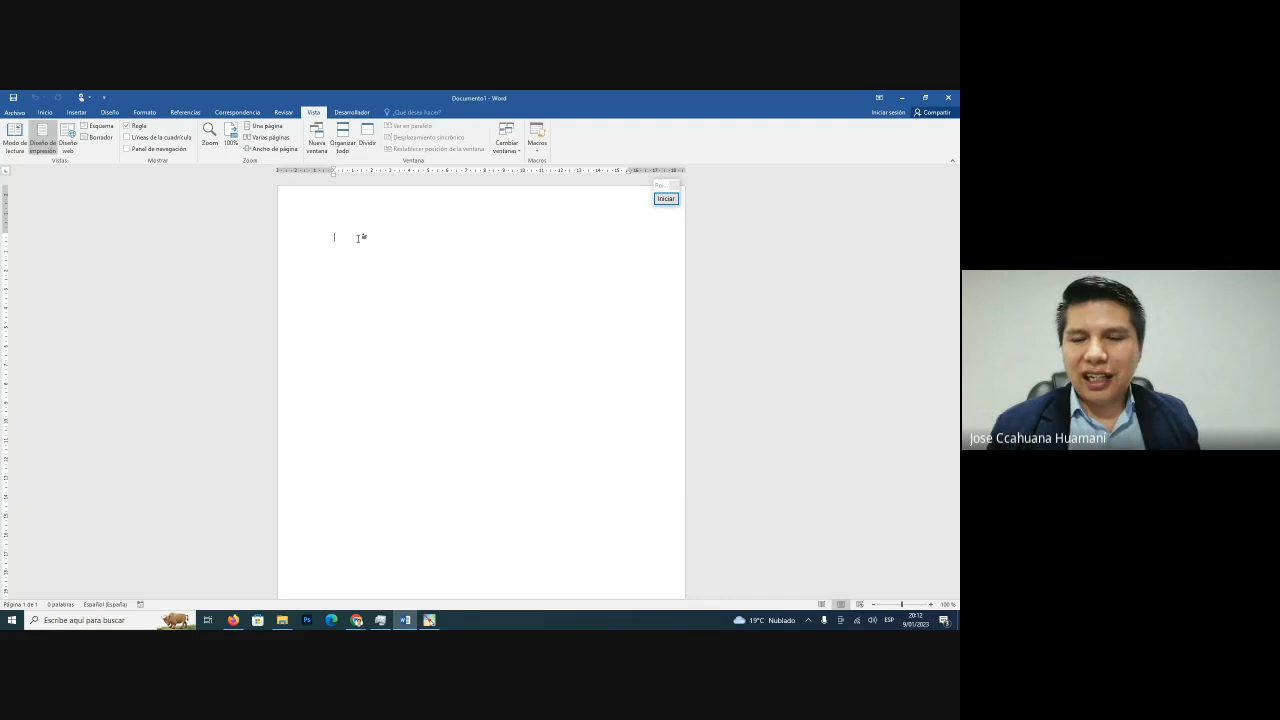 Documento1 - Word
Archivo Inicio Insertar Diseño Formato Referencias Correspondencia Revisar Vista Desarrollador ¿Qué desea hacer? Iniciar sesión Compartir
Modo de lectura
Diseño de impresión
Diseño web
Esquema
Borrador
Vistas
Regla
Líneas de la cuadrícula
Panel de navegación
Mostrar
Zoom
100%
Una página
Varias páginas
Ancho de página
Zoom
Nueva ventana
Organizar todo
Dividir
Ver en paralelo
Desplazamiento sincrónico
Restablecer posición de la ventana
Ventana
Cambiar ventanas
Macros
Macros
Iniciar
Jose Ccahuana Huamaní
Página 1 de 1 0 palabras Español (España) 100 %
Escribe aquí para buscar
19°C Nublado
ESP
20:12
9/01/2023